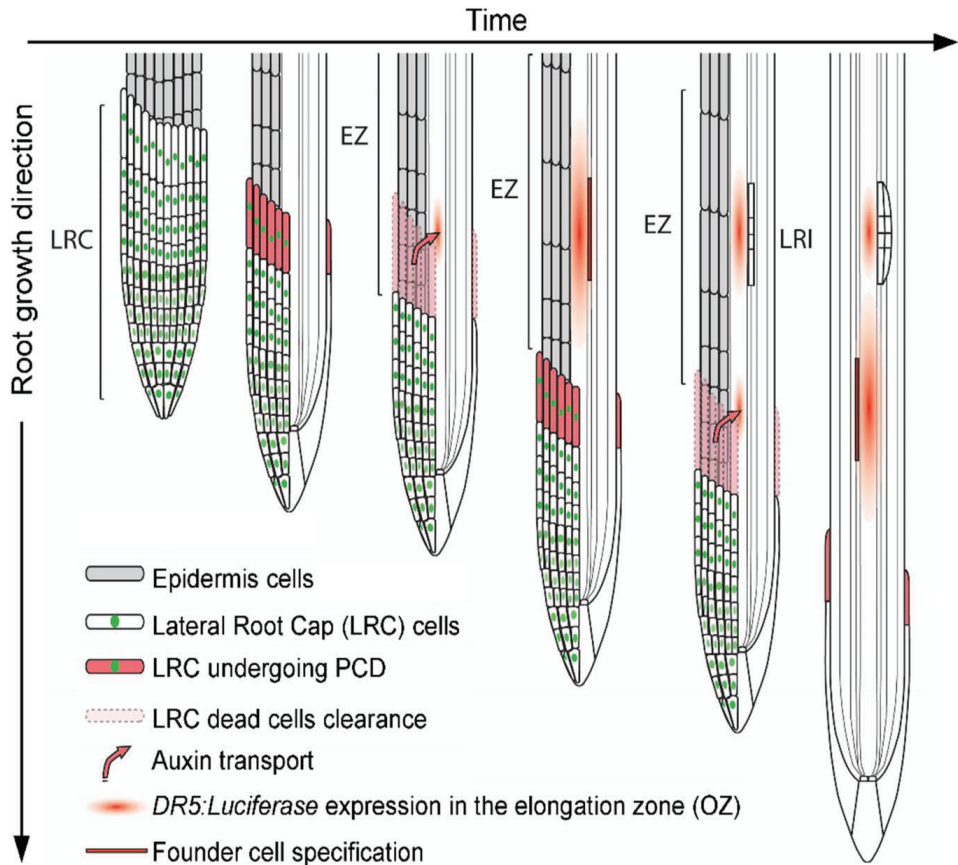 Time
Root growth direction
LRC
EZ
EZ
EZ
LRI
Epidermis cells
Lateral Root Cap (LRC) cells
LRC undergoing PCD
LRC dead cells clearance
Auxin transport
DR5:Luciferase expression in the elongation zone (OZ)
Founder cell specification